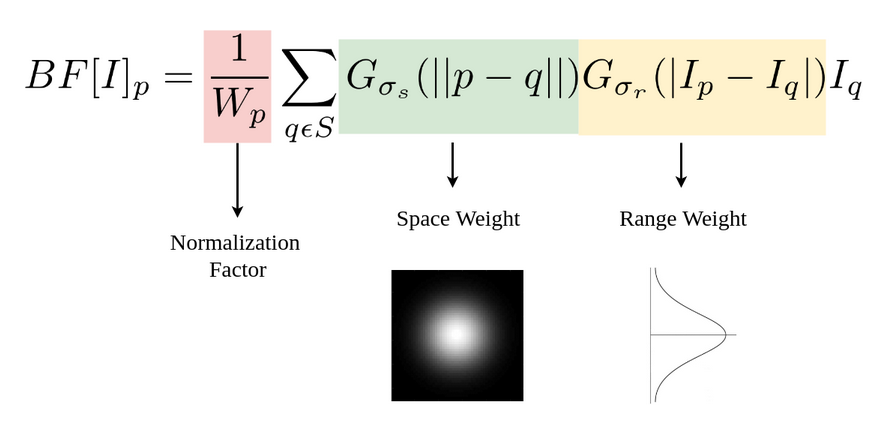 BF[I]_p = \frac{1}{W_p} \sum_{q \epsilon S} G_{\sigma_s}(||p - q||) G_{\sigma_r}(|I_p - I_q|) I_q
Space Weight
Range Weight
Normalization
Factor